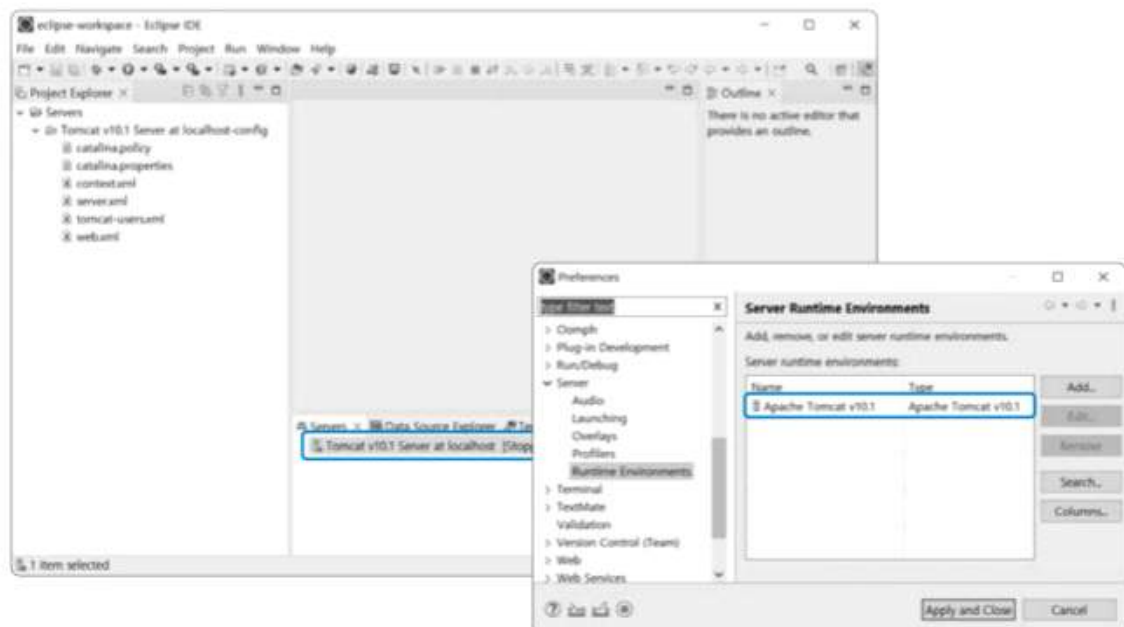 eclipse-workspace - Eclipse IDE
File Edit Navigate Search Project Run Window Help
Project Explorer
Servers
Tomcat v10.1 Server at localhost-config
catalina.policy
catalina.properties
context.xml
server.xml
tomcat-users.xml
web.xml
Outline
There is no active editor that
provides an outline.
Servers Data Source Explorer Te
Tomcat v10.1 Server at localhost [Stop
1 item selected
Preferences
type filter text
Oomph
Plug-in Development
Run/Debug
Server
Audio
Launching
Overlays
Profilers
Runtime Environments
Terminal
TextMate
Validation
Version Control (Team)
Web
Web Services
Server Runtime Environments
Add, remove, or edit server runtime environments.
Server runtime environments:
Name Type
Apache Tomcat v10.1 Apache Tomcat v10.1
Add...
Edit...
Remove
Search...
Columns...
Apply and Close Cancel